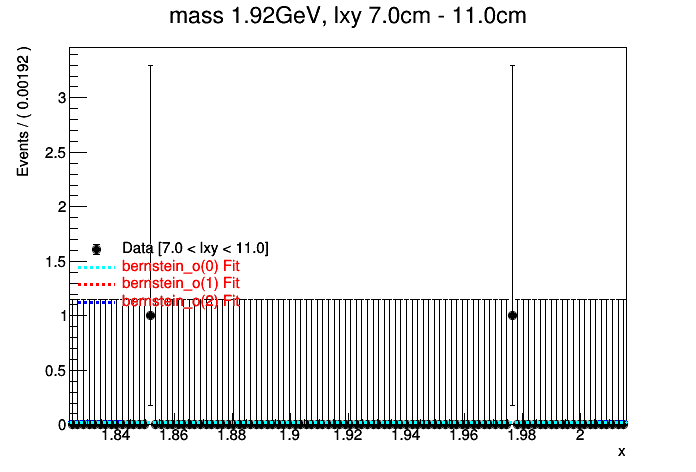 mass 1.92GeV, lxy 7.0cm - 11.0cm
Events / ( 0.00192 )
3
2.5
2
Data [7.0 < lxy < 11.0]
1.5
bernstein_o(0) Fit
bernstein_o(1) Fit
bernstein_o(2) Fit
1
0.5
0
1.84 1.86 1.88 1.9 1.92 1.94 1.96 1.98 2
x